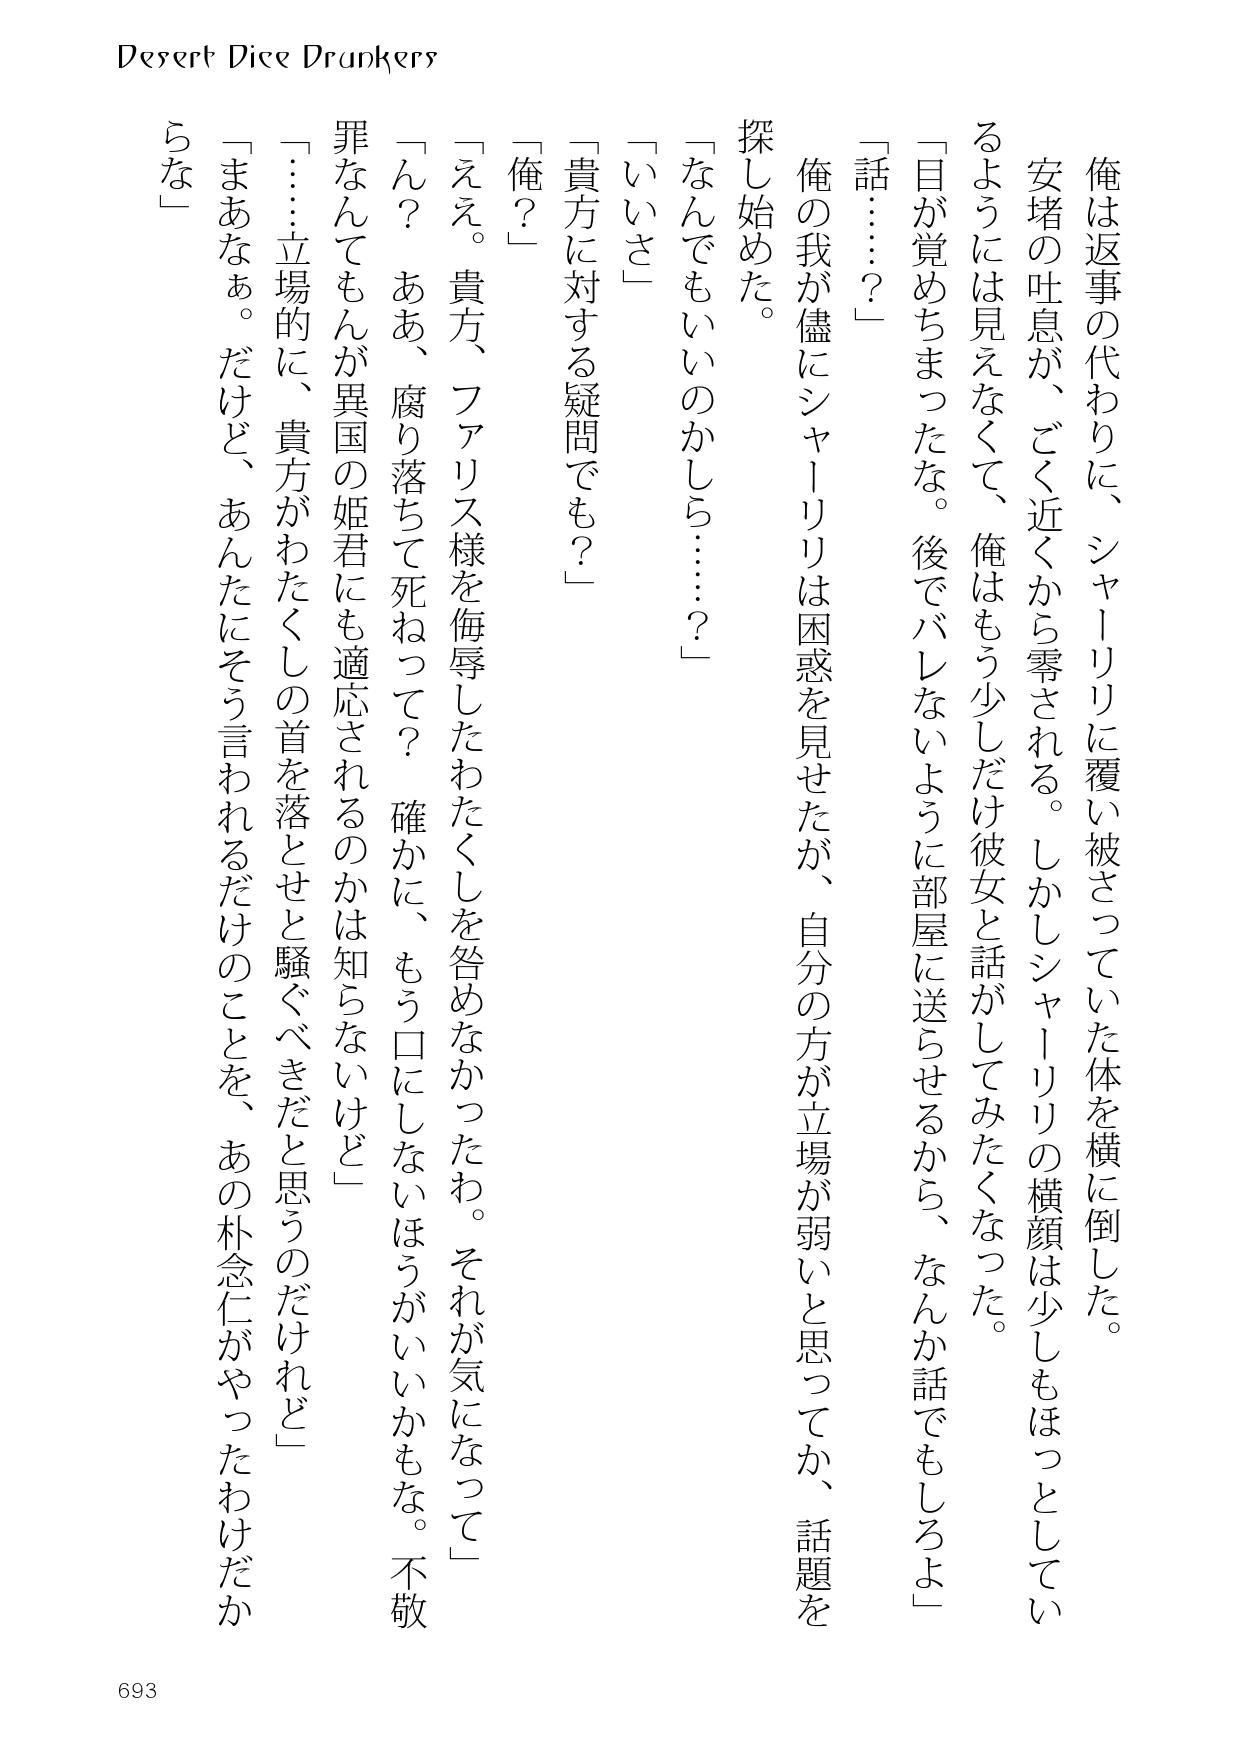 Desert Dice Drunkers
　俺は返事の代わりに、シャーリリに覆い被さっていた体を横に倒した。
　安堵の吐息が、ごく近くから零される。しかしシャーリリの横顔は少しもほっとしてい
るようには見えなくて、俺はもう少しだけ彼女と話がしてみたくなった。
「目が覚めちまったな。後でバレないように部屋に送らせるから、なんか話でもしろよ」
「話……？」
　俺の我が儘にシャーリリは困惑を見せたが、自分の方が立場が弱いと思ってか、話題を
探し始めた。
「なんでもいいのかしら……？」
「いいさ」
「貴方に対する疑問でも？」
「俺？」
「ええ。貴方、ファリス様を侮辱したわたくしを咎めなかったわ。それが気になって」
「ん？　ああ、腐り落ちて死ねって？　確かに、もう口にしないほうがいいかもな。不敬
罪なんてもんが異国の姫君にも適応されるのかは知らないけど」
「……立場的に、貴方がわたくしの首を落とせと騒ぐべきだと思うのだけれど」
「まあなぁ。だけど、あんたにそう言われるだけのことを、あの朴念仁がやったわけだか
らな」
693